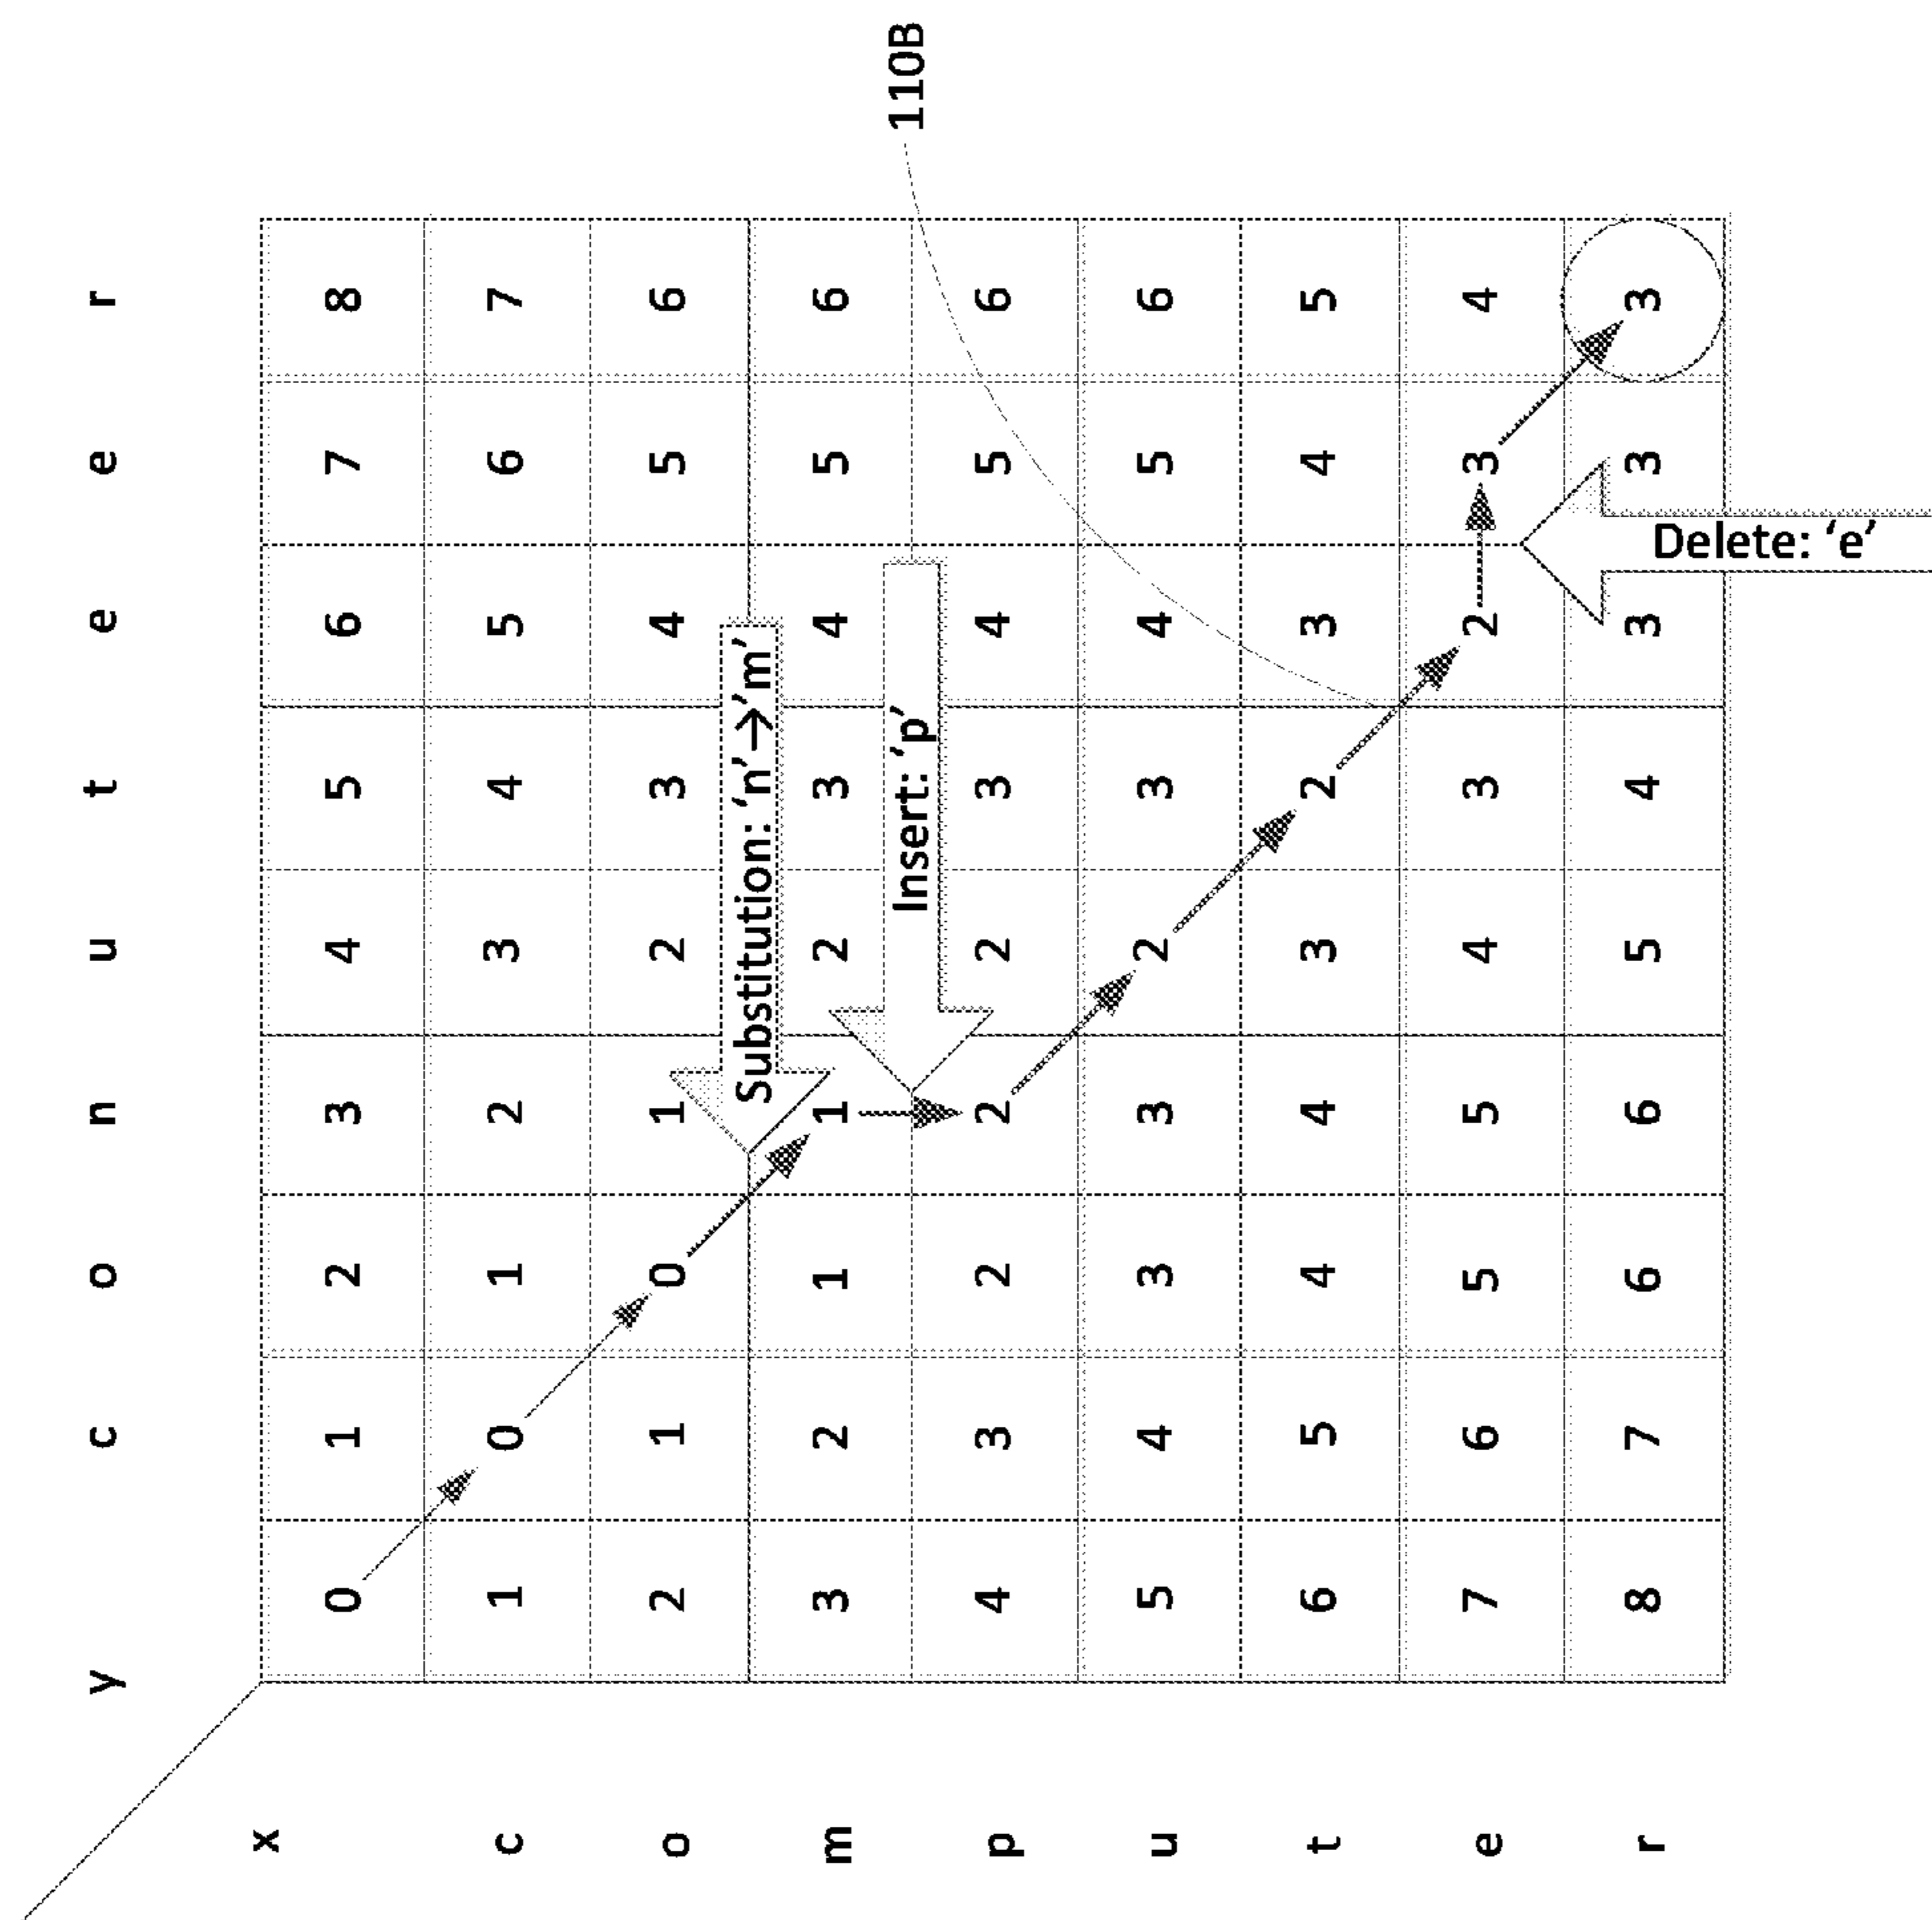 y c o n u t e e r
x
0 1 2 3 4 5 6 7 8
c 1 0 1 2 3 4 5 6 7
o 2 1 0 1 2 3 4 5 6
Substitution: ‘n’→’m’
m 3 2 1 1 2 3 4 5 6
Insert: ‘p’
110B
p 4 3 2 2 2 3 4 5 6
u 5 4 3 3 2 3 4 5 6
t 6 5 4 4 3 2 3 4 5
e 7 6 5 5 4 3 2 3 4
r 8 7 6 6 5 4 3 3 3
Delete: ‘e’